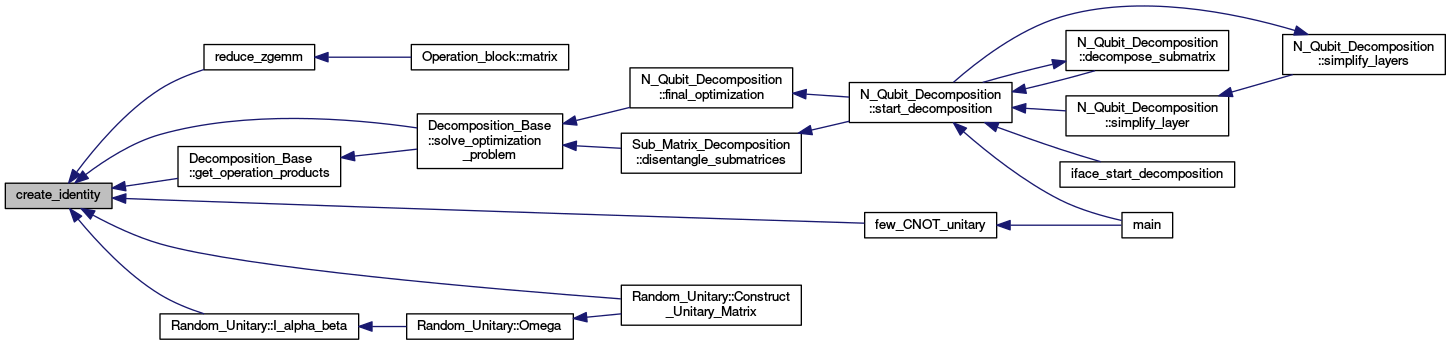 create_identity
reduce_zgemm
Operation_block::matrix
Decomposition_Base
::get_operation_products
Decomposition_Base
::solve_optimization
_problem
N_Qubit_Decomposition
::final_optimization
Sub_Matrix_Decomposition
::disentangle_submatrices
N_Qubit_Decomposition
::start_decomposition
N_Qubit_Decomposition
::decompose_submatrix
N_Qubit_Decomposition
::simplify_layer
N_Qubit_Decomposition
::simplify_layers
iface_start_decomposition
few_CNOT_unitary
main
Random_Unitary::Construct
_Unitary_Matrix
Random_Unitary::I_alpha_beta
Random_Unitary::Omega